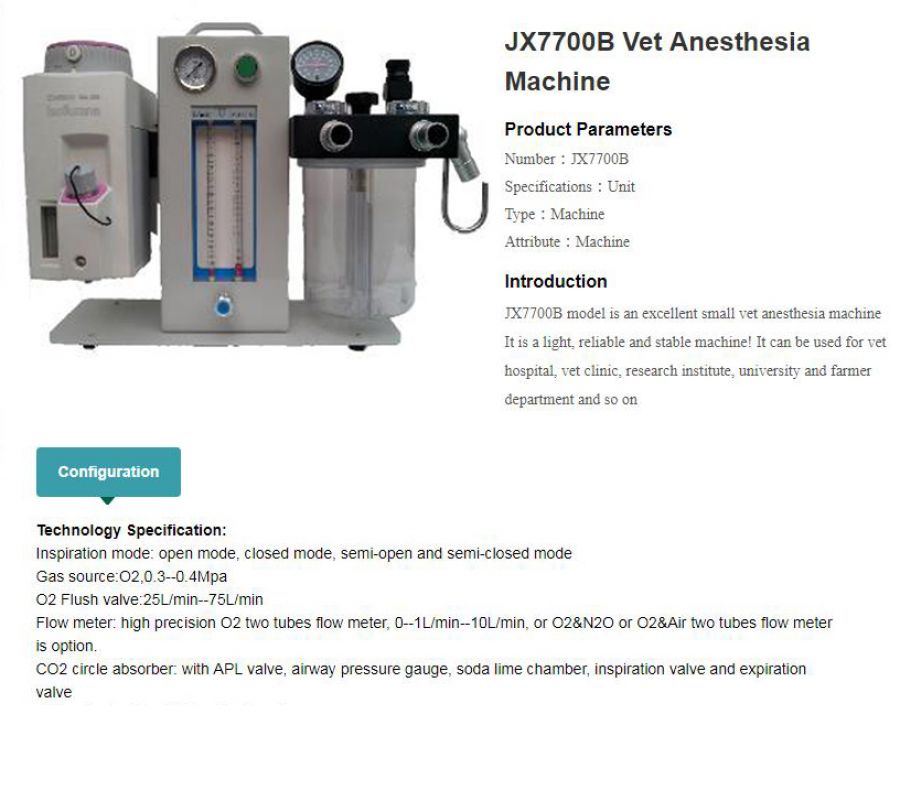 JX7700B Vet Anesthesia
Machine
Product Parameters
Number：JX7700B
Specifications：Unit
Type：Machine
Attribute：Machine
Introduction
JX7700B model is an excellent small vet anesthesia machine
It is a light, reliable and stable machine! It can be used for vet
hospital, vet clinic, research institute, university and farmer
department and so on
Configuration
Technology Specification:
Inspiration mode: open mode, closed mode, semi-open and semi-closed mode
Gas source:O2,0.3--0.4Mpa
O2 Flush valve:25L/min--75L/min
Flow meter: high precision O2 two tubes flow meter, 0--1L/min--10L/min, or O2&N2O or O2&Air two tubes flow meter
is option.
CO2 circle absorber: with APL valve, airway pressure gauge, soda lime chamber, inspiration valve and expiration
valve